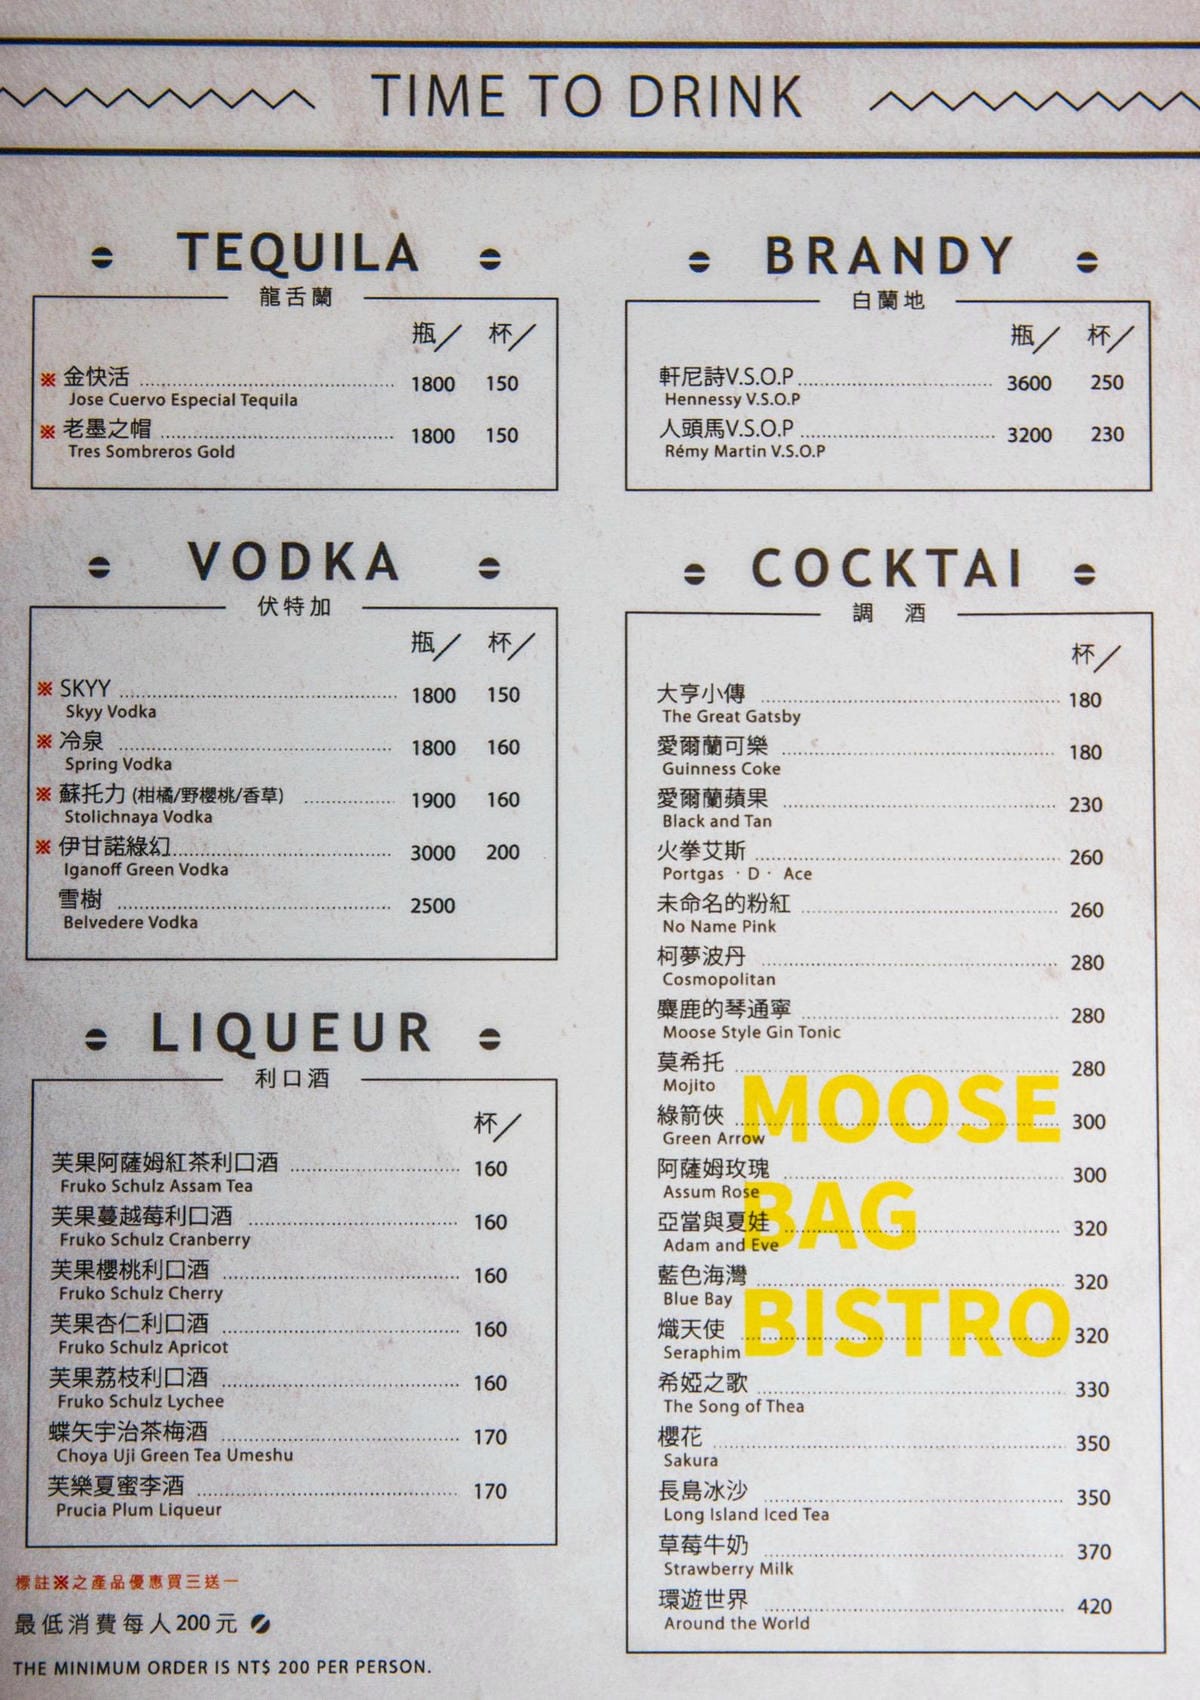 TIME TO DRINK
TEQUILA
龍舌蘭
瓶／ 杯／
※ 金快活 1800 150
Jose Cuervo Especial Tequila
※ 老墨之帽 1800 150
Tres Sombreros Gold
VODKA
伏特加
瓶／ 杯／
※ SKYY 1800 150
Skyy Vodka
※ 冷泉 1800 160
Spring Vodka
※ 蘇托力 (柑橘/野櫻桃/香草) 1900 160
Stolichnaya Vodka
※ 伊甘諾綠幻 3000 200
Iganoff Green Vodka
雪樹 2500
Belvedere Vodka
LIQUEUR
利口酒
杯／
芙果阿薩姆紅茶利口酒 160
Fruko Schulz Assam Tea
芙果蔓越莓利口酒 160
Fruko Schulz Cranberry
芙果櫻桃利口酒 160
Fruko Schulz Cherry
芙果杏仁利口酒 160
Fruko Schulz Apricot
芙果荔枝利口酒 160
Fruko Schulz Lychee
蝶矢宇治茶梅酒 170
Choya Uji Green Tea Umeshu
芙樂夏蜜李酒 170
Prucia Plum Liqueur
標註※之產品優惠買三送一
最低消費每人200元
THE MINIMUM ORDER IS NT$ 200 PER PERSON.
BRANDY
白蘭地
瓶／ 杯／
軒尼詩V.S.O.P 3600 250
Hennessy V.S.O.P
人頭馬V.S.O.P 3200 230
Rémy Martin V.S.O.P
COCKTAI
調 酒
杯／
大亨小傳 180
The Great Gatsby
愛爾蘭可樂 180
Guinness Coke
愛爾蘭蘋果 230
Black and Tan
火拳艾斯 260
Portgas · D · Ace
未命名的粉紅 260
No Name Pink
柯夢波丹 280
Cosmopolitan
麋鹿的琴通寧 280
Moose Style Gin Tonic
莫希托 280
Mojito
綠箭俠 300
Green Arrow
阿薩姆玫瑰 300
Assum Rose
亞當與夏娃 320
Adam and Eve
藍色海灣 320
Blue Bay
熾天使 320
Seraphim
希婭之歌 330
The Song of Thea
櫻花 350
Sakura
長島冰沙 350
Long Island Iced Tea
草莓牛奶 370
Strawberry Milk
環遊世界 420
Around the World
MOOSE
BAG
BISTRO